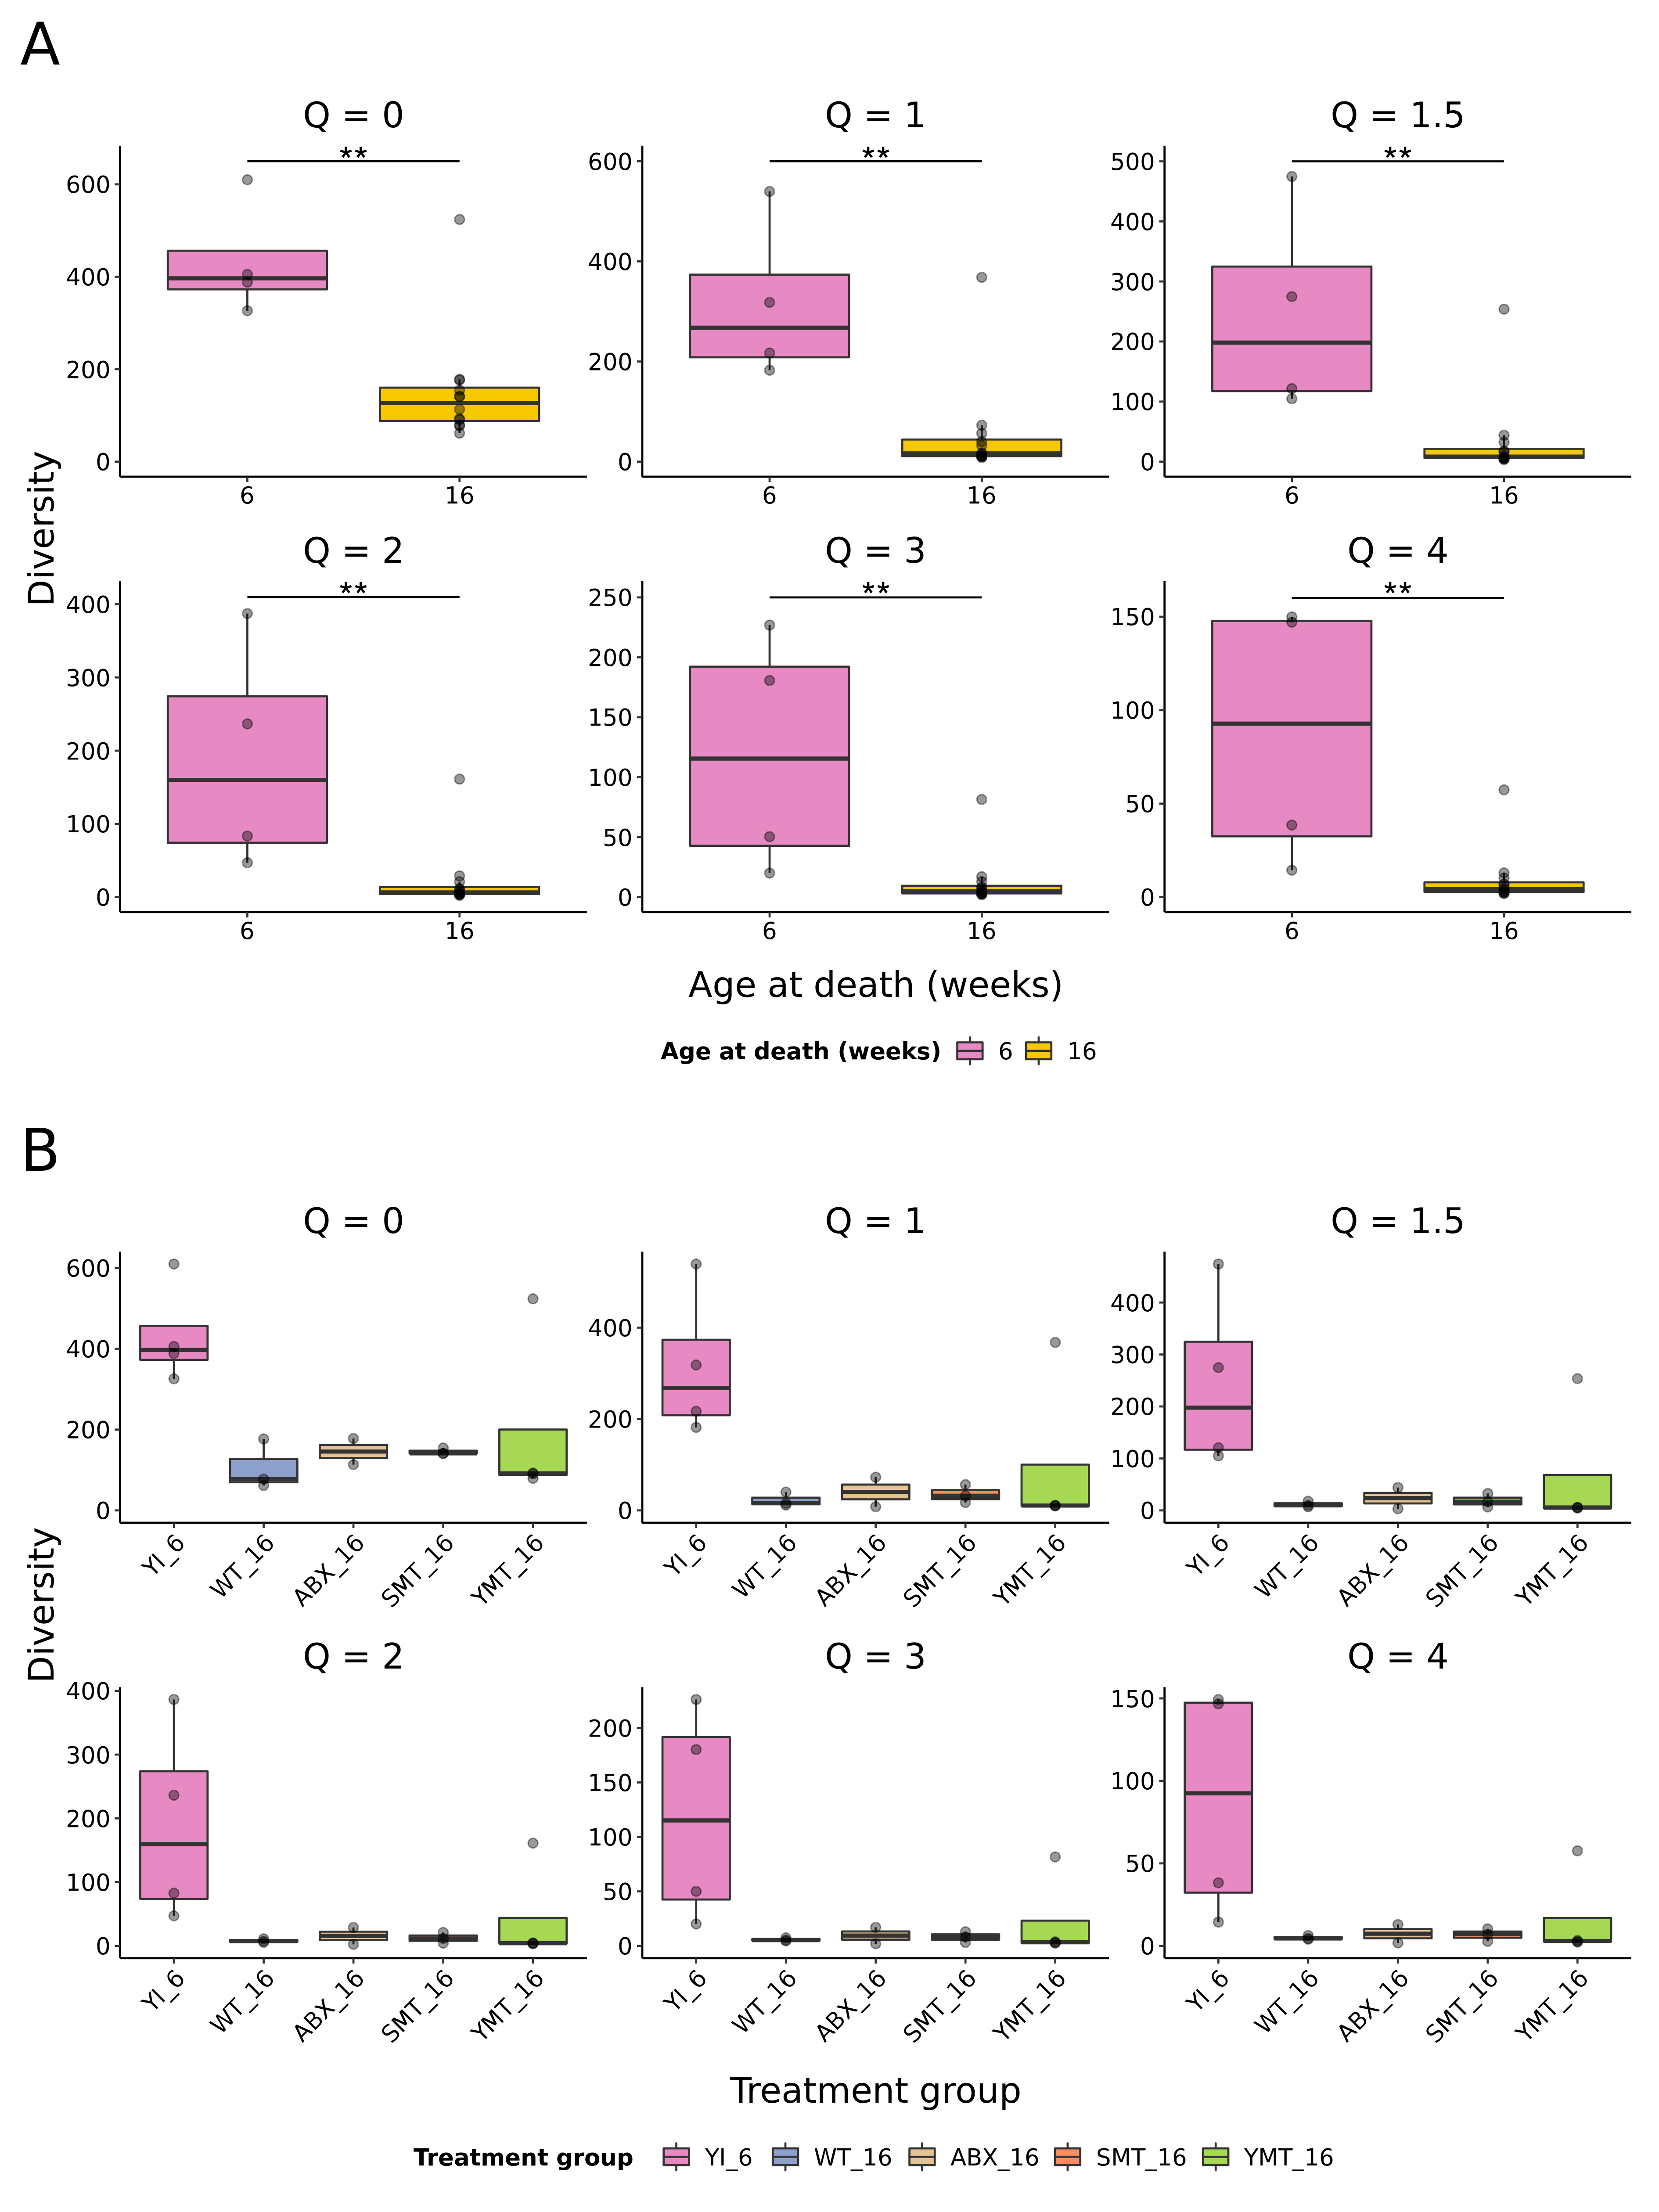 A
Q = 0
Q = 1
Q = 1.5
** ** **
600 400 200 0
600 400 200 0
500 400 300 200 100 0
6 16 6 16 6 16
Diversity
Q = 2
Q = 3
Q = 4
** ** **
400 300 200 100 0
250 200 150 100 50 0
150 100 50 0
6 16 6 16 6 16
Age at death (weeks)
Age at death (weeks) 6 16
B
Q = 0
Q = 1
Q = 1.5
600 400 200 0
400 200 0
400 300 200 100 0
YI_6 WT_16 ABX_16 SMT_16 YMT_16
YI_6 WT_16 ABX_16 SMT_16 YMT_16
YI_6 WT_16 ABX_16 SMT_16 YMT_16
Diversity
Q = 2
Q = 3
Q = 4
400 300 200 100 0
200 150 100 50 0
150 100 50 0
YI_6 WT_16 ABX_16 SMT_16 YMT_16
YI_6 WT_16 ABX_16 SMT_16 YMT_16
YI_6 WT_16 ABX_16 SMT_16 YMT_16
Treatment group
Treatment group YI_6 WT_16 ABX_16 SMT_16 YMT_16